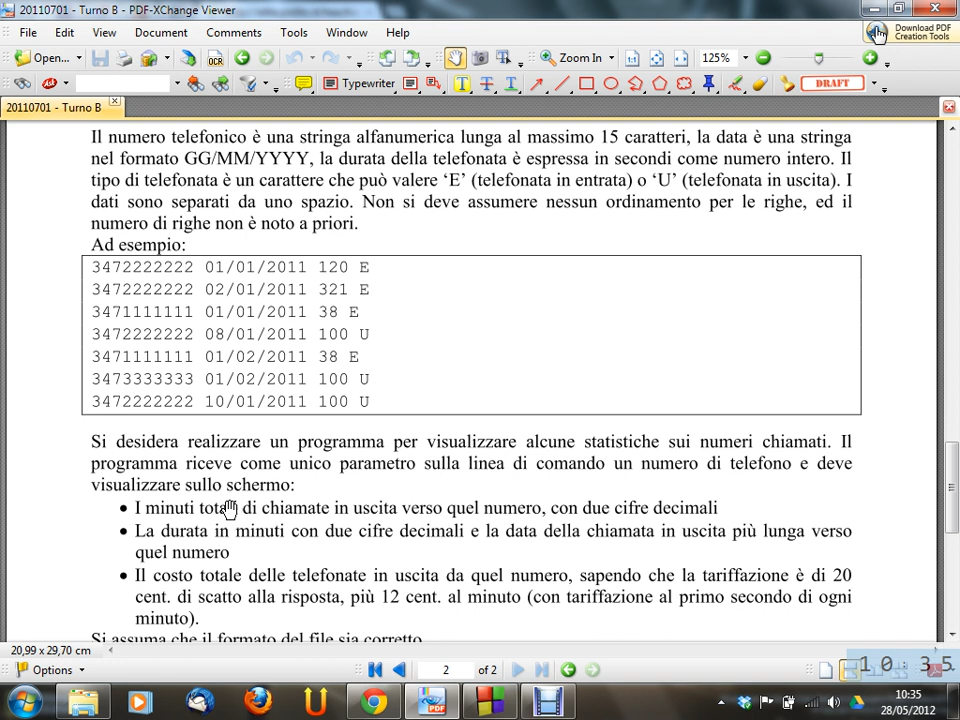 20110701 - Turno B - PDF-XChange Viewer
File Edit View Document Comments Tools Window Help
Download PDF Creation Tools
Open... OCR Zoom In 125%
Typewriter DRAFT
20110701 - Turno B
Il numero telefonico è una stringa alfanumerica lunga al massimo 15 caratteri, la data è una stringa
nel formato GG/MM/YYYY, la durata della telefonata è espressa in secondi come numero intero. Il
tipo di telefonata è un carattere che può valere ‘E’ (telefonata in entrata) o ‘U’ (telefonata in uscita). I
dati sono separati da uno spazio. Non si deve assumere nessun ordinamento per le righe, ed il
numero di righe non è noto a priori.
Ad esempio:
3472222222 01/01/2011 120 E
3472222222 02/01/2011 321 E
3471111111 01/01/2011 38 E
3472222222 08/01/2011 100 U
3471111111 01/02/2011 38 E
3473333333 01/02/2011 100 U
3472222222 10/01/2011 100 U
Si desidera realizzare un programma per visualizzare alcune statistiche sui numeri chiamati. Il
programma riceve come unico parametro sulla linea di comando un numero di telefono e deve
visualizzare sullo schermo:
• I minuti totali di chiamate in uscita verso quel numero, con due cifre decimali
• La durata in minuti con due cifre decimali e la data della chiamata in uscita più lunga verso
quel numero
• Il costo totale delle telefonate in uscita da quel numero, sapendo che la tariffazione è di 20
cent. di scatto alla risposta, più 12 cent. al minuto (con tariffazione al primo secondo di ogni
minuto).
Si assuma che il formato del file sia corretto
20,99 x 29,70 cm
Options 2 of 2
10:35
10:35
28/05/2012